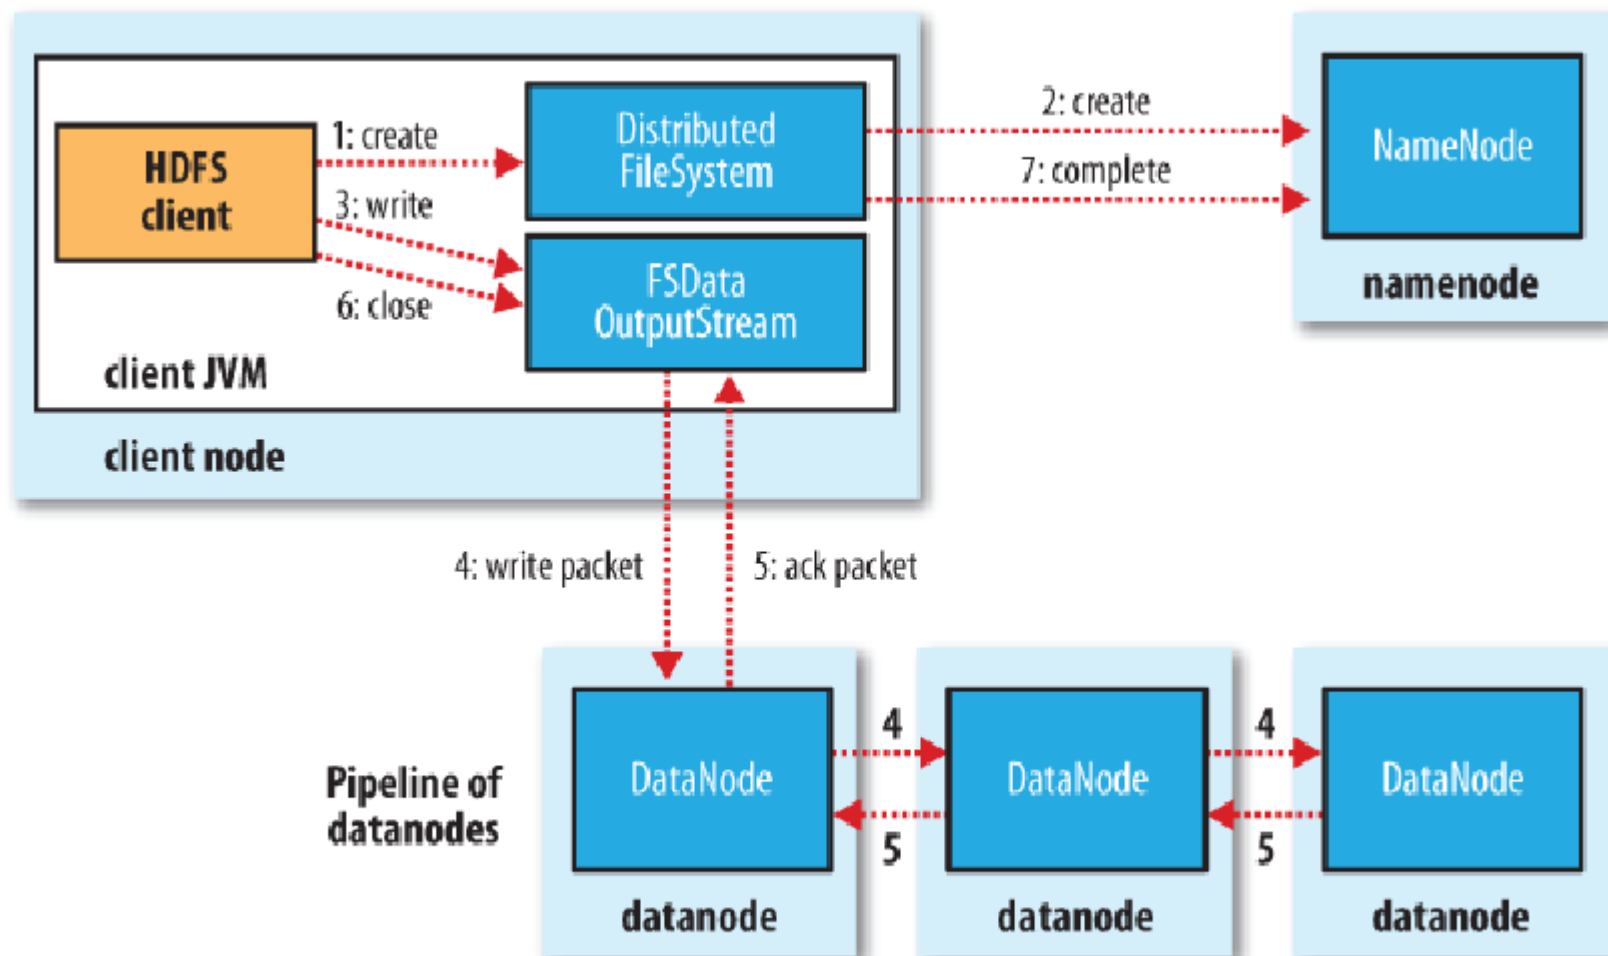 HDFS
client
1: create
3: write
6: close
Distributed
FileSystem
FSData
OutputStream
client JVM
client node
2: create
7: complete
NameNode
namenode
4: write packet
5: ack packet
Pipeline of
datanodes
DataNode
datanode
4
5
DataNode
datanode
4
5
DataNode
datanode